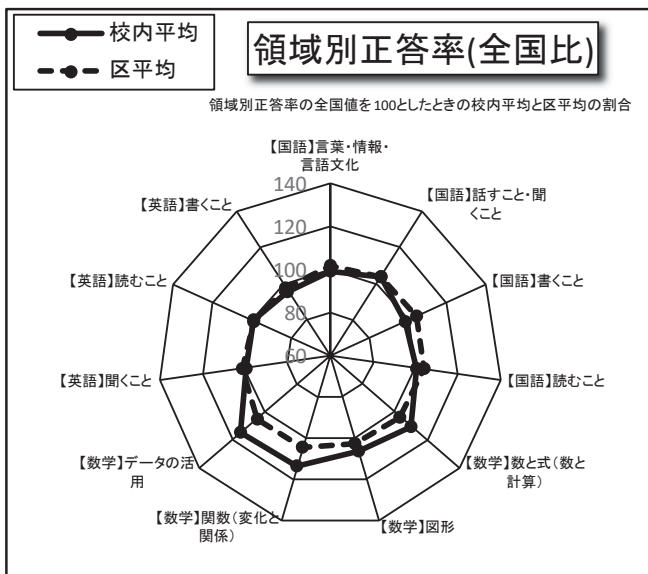 校内平均
区平均
領域別正答率(全国比)
領域別正答率の全国値を100としたときの校内平均と区平均の割合
【国語】言葉・情報・
言語文化
【国語】話すこと・聞
くこと
【国語】書くこと
【国語】読むこと
【数学】数と式(数と
計算)
【数学】図形
【数学】関数(変化と
関係)
【数学】データの活
用
【英語】聞くこと
【英語】読むこと
【英語】書くこと
140
120
100
80
60